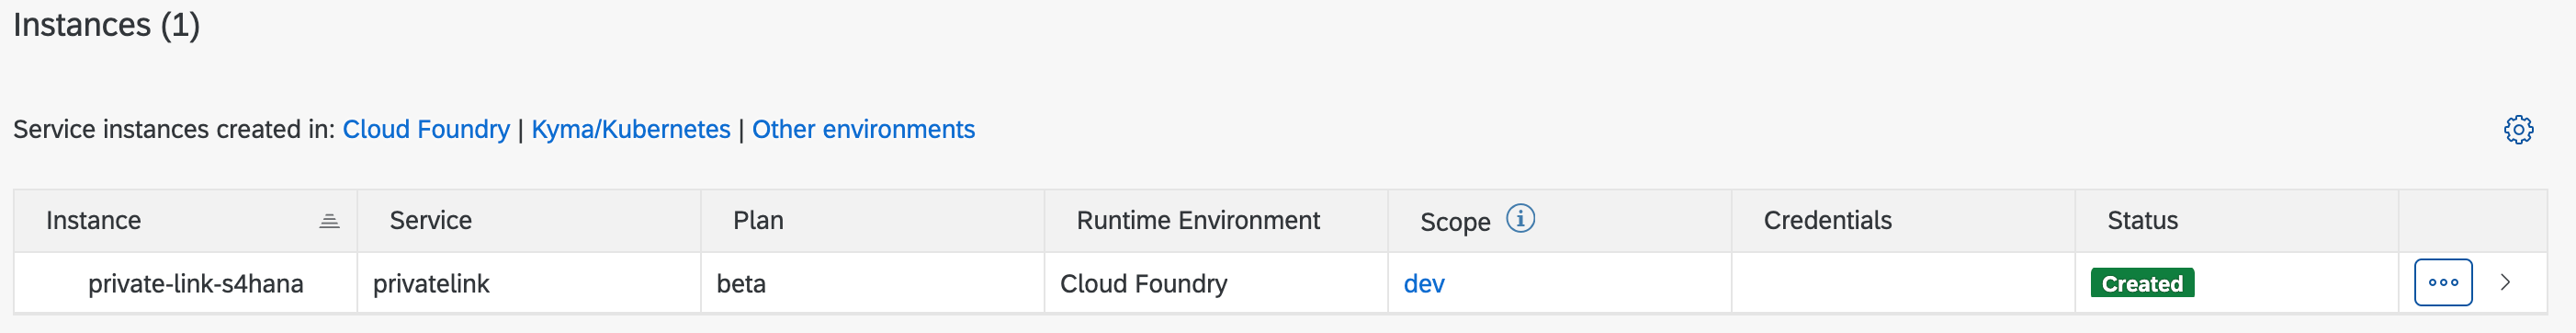 Instances (1)
Service instances created in: Cloud Foundry | Kyma/Kubernetes | Other environments
Instance Service Plan Runtime Environment Scope Credentials Status
private-link-s4hana privatelink beta Cloud Foundry dev Created